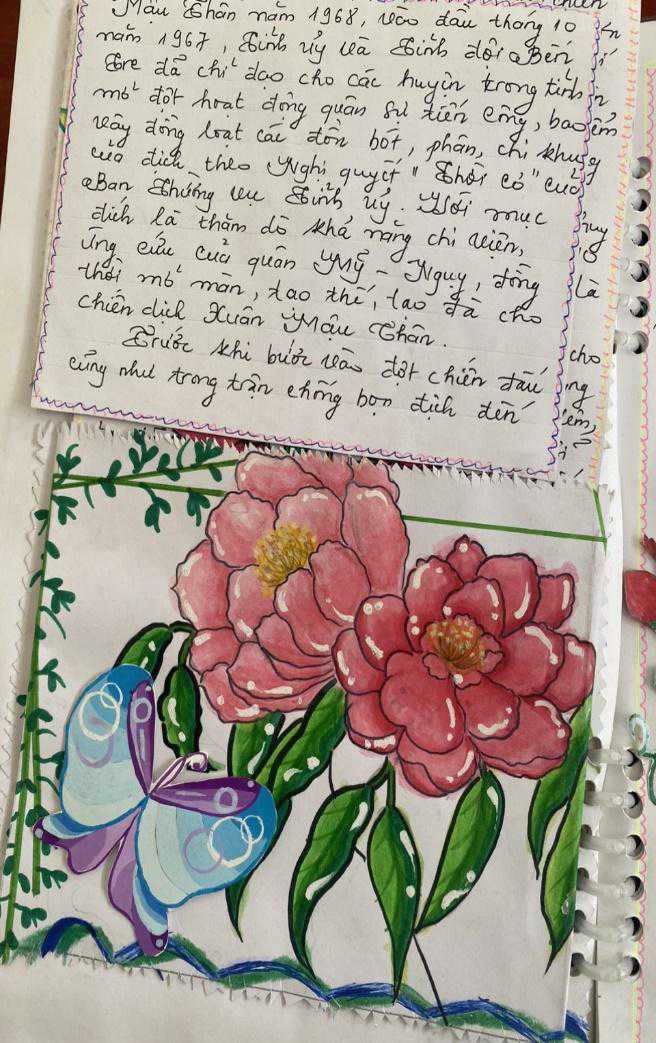 Mậu Thân năm 1968, vào đầu tháng 10
năm 1967, Tỉnh ủy và Tỉnh đội Bến
Tre đã chỉ đạo cho các huyện trong tỉnh
mở đợt hoạt động quân sự tiến công, bao
vây đồng loạt các đồn bót, phân, chi khung
của địch theo Nghị quyết "Thời cơ" của
Ban Thường vụ Tỉnh ủy. Với mục
đích là thăm dò khả năng chi viện,
ứng cứu của quân Mỹ - Ngụy, đồng
thời mở màn, tạo thế, tạo đà cho
chiến dịch Xuân Mậu Thân.
Trước khi bước vào đợt chiến đấu
cũng như trong trận chống bọn địch đến
là
cho